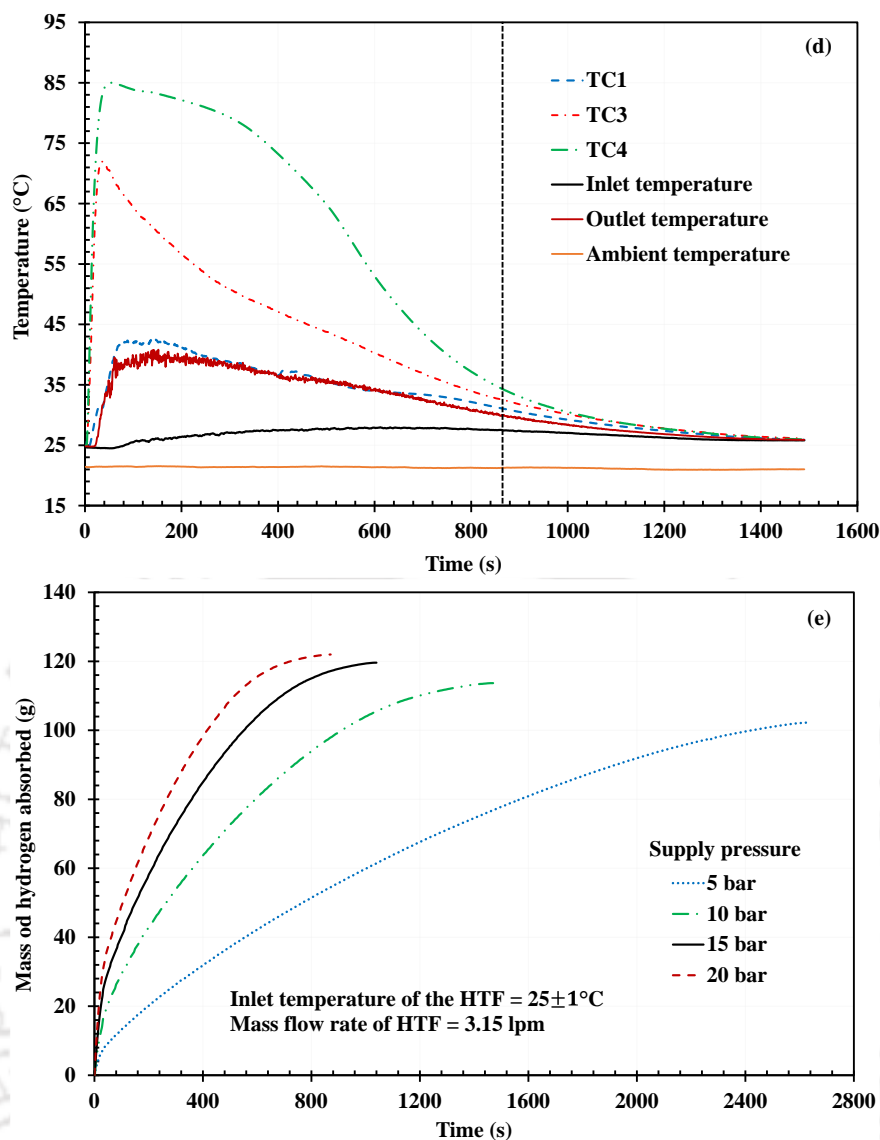 95
(d)
85
TC1
TC3
75
TC4
65
Inlet temperature
Outlet temperature
55
Ambient temperature
45
35
25
15
Temperature (°C)
0 200 400 600 800 1000 1200 1400 1600
Time (s)
140
(e)
120
100
80
60
40
20
0
Mass od hydrogen absorbed (g)
Supply pressure
5 bar
10 bar
15 bar
20 bar
Inlet temperature of the HTF = 25±1°C
Mass flow rate of HTF = 3.15 lpm
0 400 800 1200 1600 2000 2400 2800
Time (s)